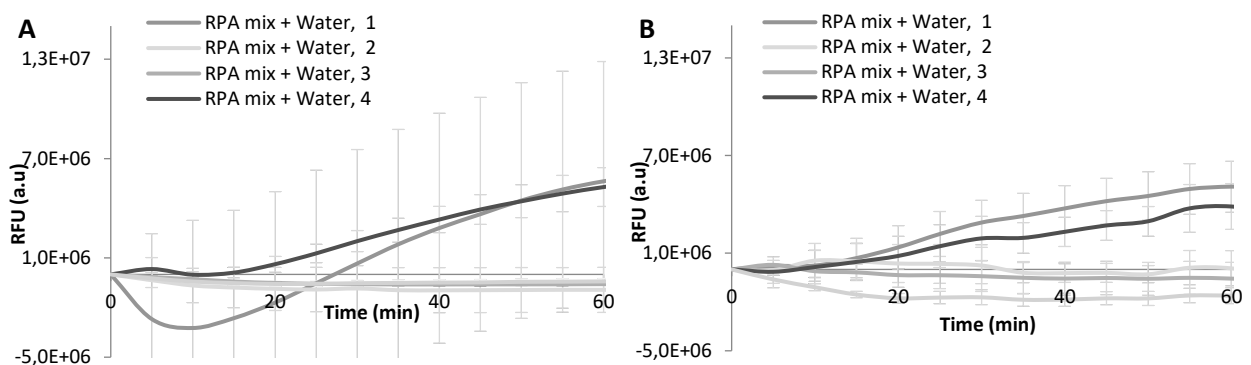 A
RPA mix + Water, 1
RPA mix + Water, 2
RPA mix + Water, 3
RPA mix + Water, 4
1,3E+07
7,0E+06
1,0E+06
-5,0E+06
RFU (a.u)
0
20
40
60
Time (min)
B
RPA mix + Water, 1
RPA mix + Water, 2
RPA mix + Water, 3
RPA mix + Water, 4
1,3E+07
7,0E+06
1,0E+06
-5,0E+06
RFU (a.u)
0
20
40
60
Time (min)